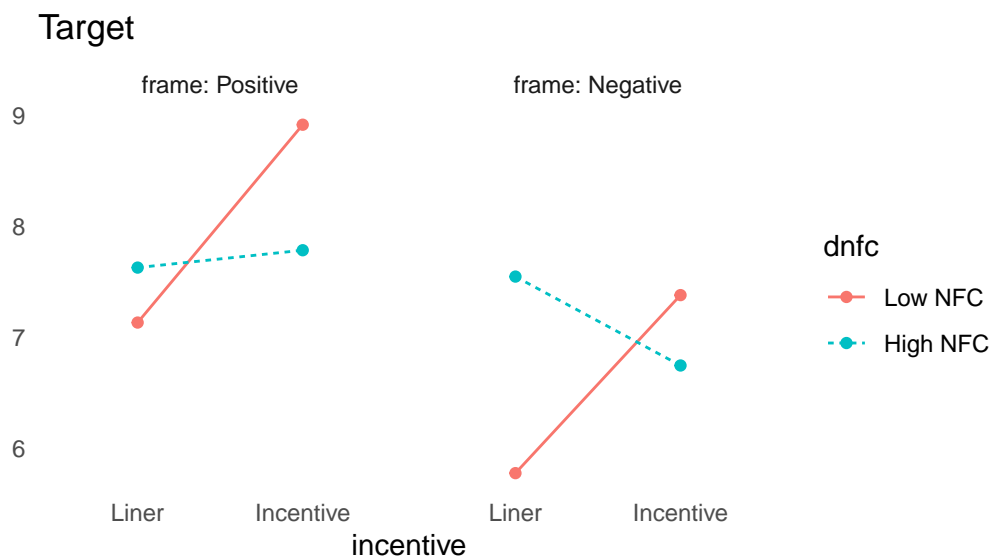 Target
frame: Positive
frame: Negative
9
8
7
6
Liner
Incentive
Liner
Incentive
incentive
dnfc
Low NFC
High NFC